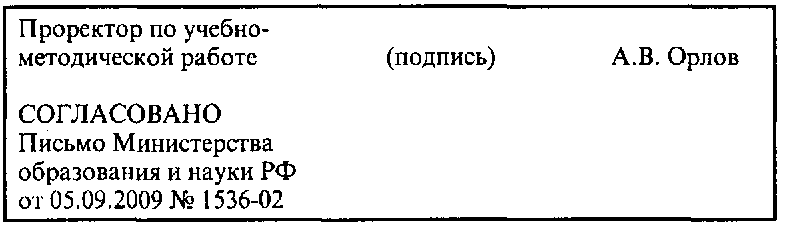 Проректор по учебно-
методической работе (подпись) А.В. Орлов
СОГЛАСОВАНО
Письмо Министерства
образования и науки РФ
от 05.09.2009 № 1536-02